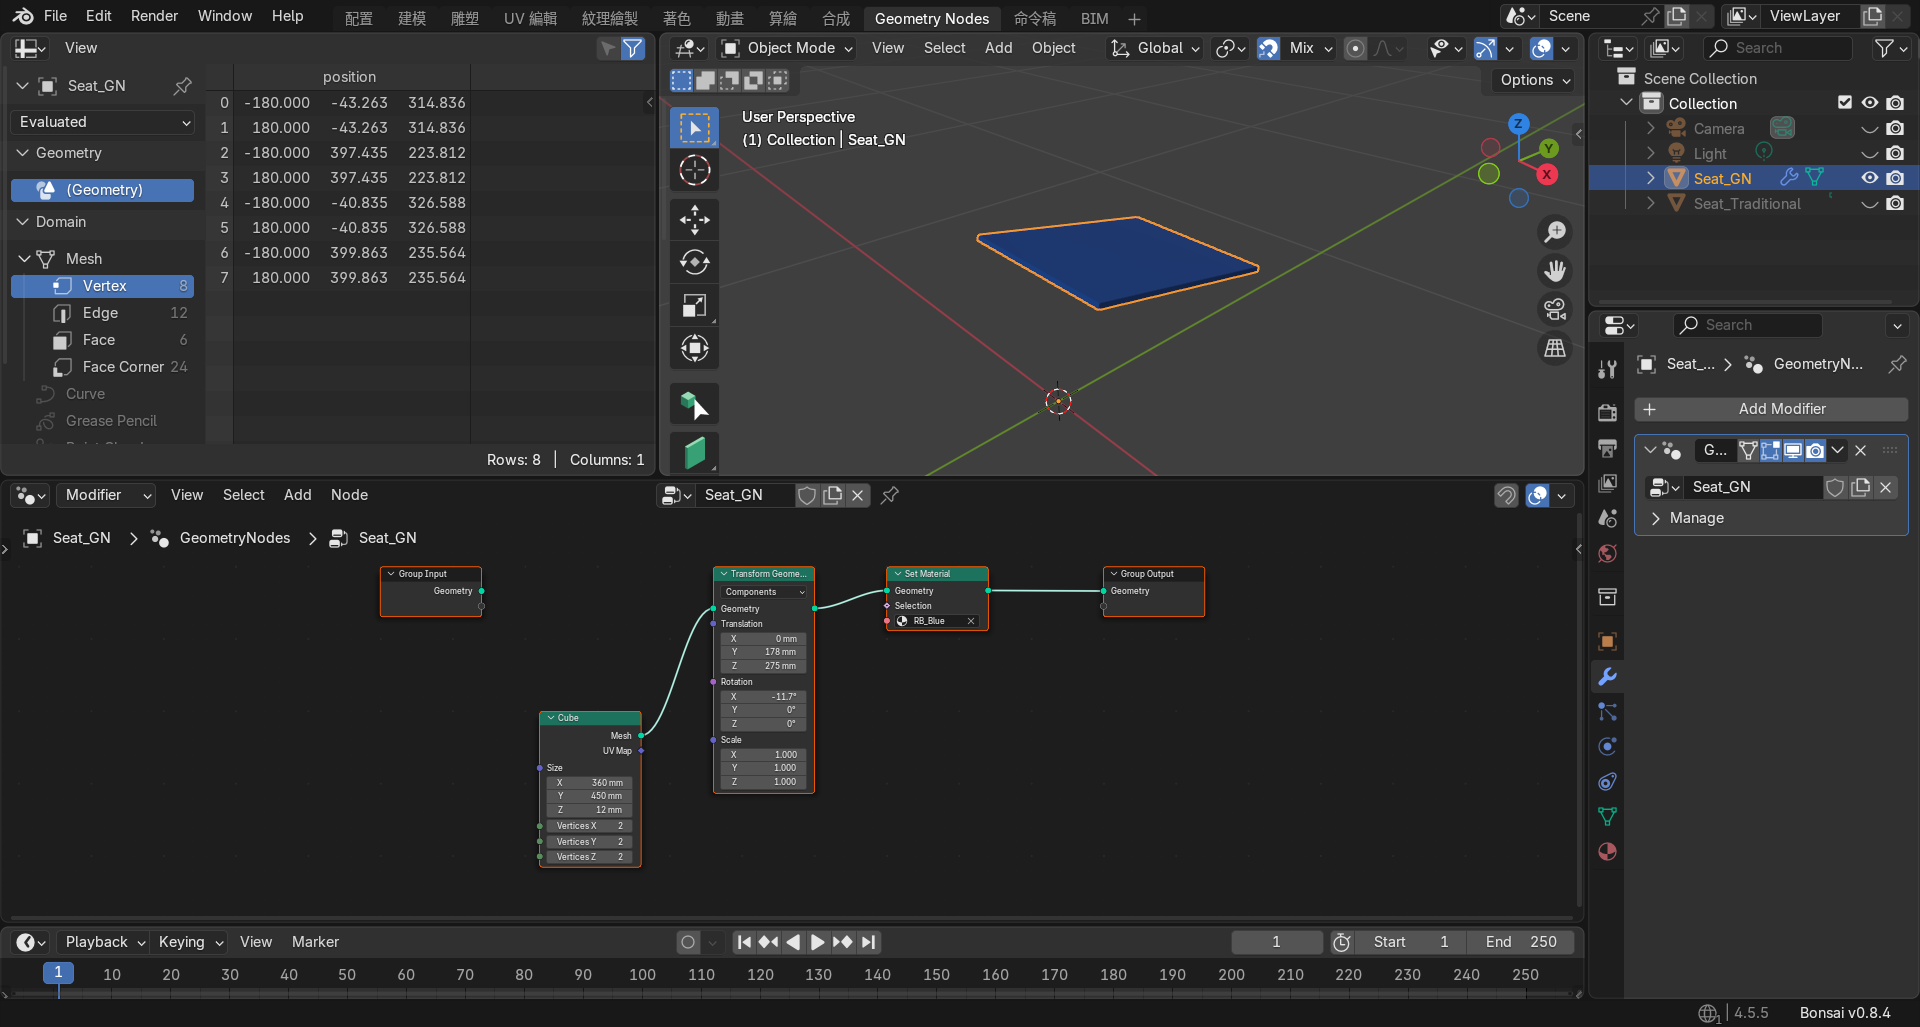 File Edit Render Window Help 配置 建模 雕塑 UV 編輯 紋理繪製 著色 動畫 算繪 合成 Geometry Nodes 命令稿 BIM Scene ViewLayer
View
Object Mode View Select Add Object Global Mix
Search
Options
Seat_GN
Evaluated
Geometry
(Geometry)
Domain
Mesh
Vertex 8
Edge 12
Face 6
Face Corner 24
Curve
Grease Pencil
position
0 -180.000 -43.263 314.836
1 180.000 -43.263 314.836
2 -180.000 397.435 223.812
3 180.000 397.435 223.812
4 -180.000 -40.835 326.588
5 180.000 -40.835 326.588
6 -180.000 399.863 235.564
7 180.000 399.863 235.564
Rows: 8 | Columns: 1
User Perspective
(1) Collection | Seat_GN
Z
Y
X
Scene Collection
Collection
Camera
Light
Seat_GN
Seat_Traditional
Search
Seat_... GeometryN...
Add Modifier
G...
Seat_GN
Manage
Modifier View Select Add Node Seat_GN
Seat_GN GeometryNodes Seat_GN
Group Input
Geometry
Cube
Mesh
UV Map
Size
X 360 mm
Y 450 mm
Z 12 mm
Vertices X 2
Vertices Y 2
Vertices Z 2
Transform Geome...
Components
Geometry
Translation
X 0 mm
Y 178 mm
Z 275 mm
Rotation
X -11.7°
Y 0°
Z 0°
Scale
X 1.000
Y 1.000
Z 1.000
Set Material
Geometry
Selection
RB_Blue
Group Output
Geometry
Playback Keying View Marker 1 Start 1 End 250
1 10 20 30 40 50 60 70 80 90 100 110 120 130 140 150 160 170 180 190 200 210 220 230 240 250
1 | 4.5.5 Bonsai v0.8.4